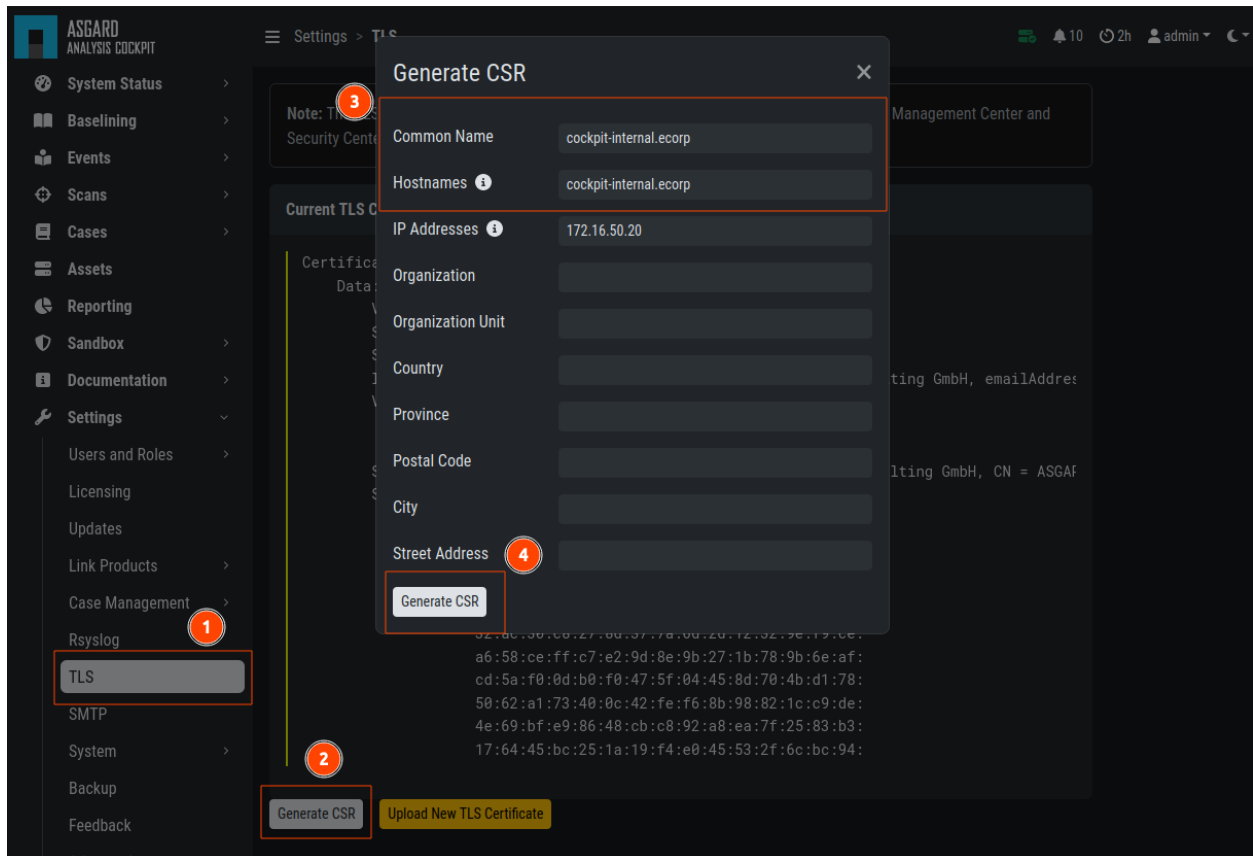 ASGARD
ANALYSIS COCKPIT
Settings > TLS
10 2h admin
System Status
Baselining
Events
Scans
Cases
Assets
Reporting
Sandbox
Documentation
Settings
Users and Roles
Licensing
Updates
Link Products
Case Management
1
Rsyslog
TLS
SMTP
System
Backup
Feedback
Note:
Management Center and
Security
Current TLS
Data:
ting GmbH,
lting GmbH, CN =
Generate CSR
3
Common Name cockpit-internal.ecorp
Hostnames cockpit-internal.ecorp
IP Addresses 172.16.50.20
Organization
Organization Unit
Country
Province
Postal Code
City
Street Address
4
Generate CSR
a6:58:ce:ff:c7:e2:9d:8e:9b:27:1b:78:9b:6e:af:
cd:5a:f0:0d:b0:f0:47:5f:04:45:8d:70:4b:d1:78:
50:62:a1:73:40:0c:42:fe:f6:8b:98:82:1c:c9:de:
4e:69:bf:e9:86:48:cb:c8:92:a8:ea:7f:25:83:b3:
17:64:45:bc:25:1a:19:f4:e0:45:53:2f:6c:bc:94:
2
Generate CSR Upload New TLS Certificate